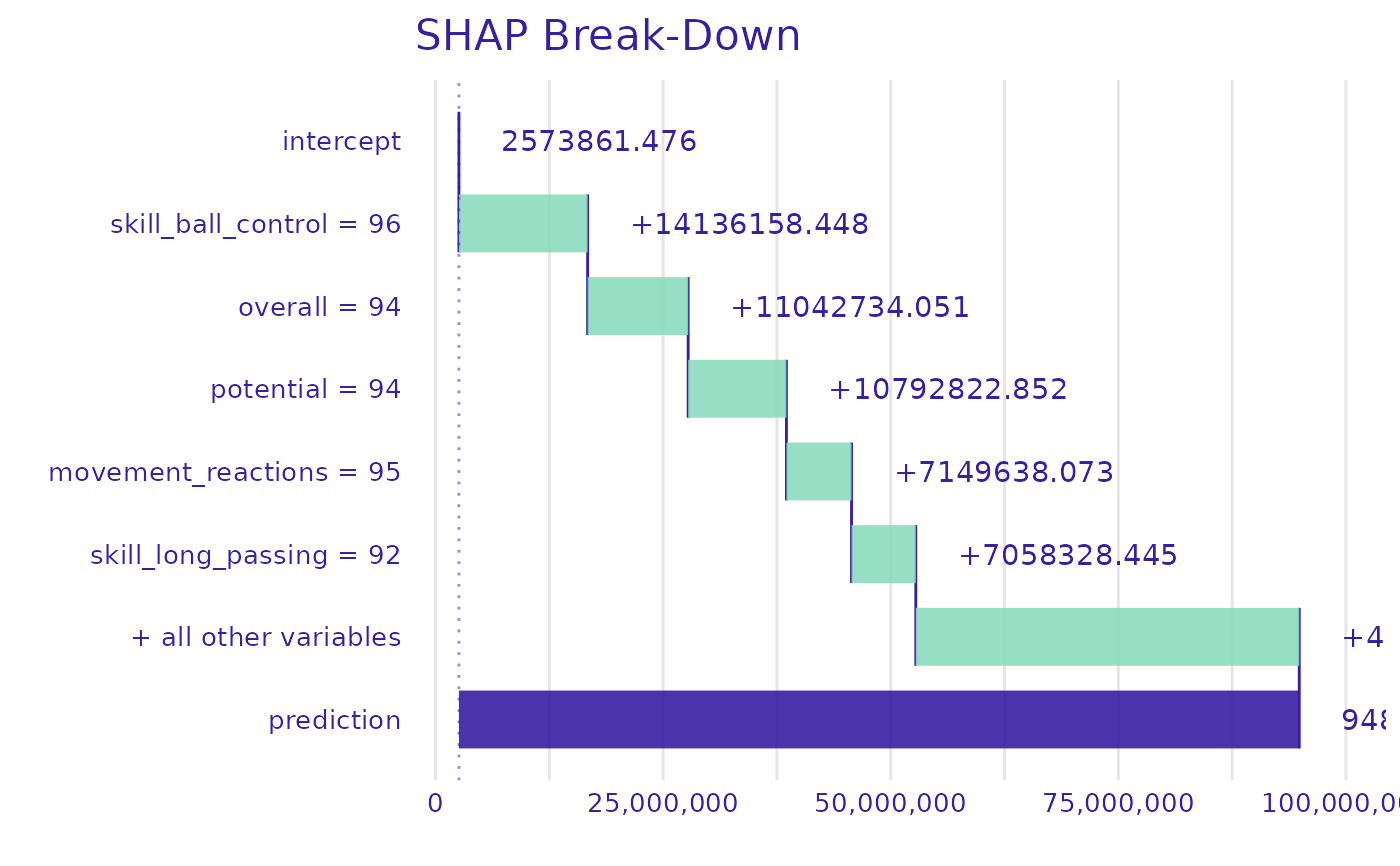 SHAP Break-Down
intercept 2573861.476
skill_ball_control = 96 +14136158.448
overall = 94 +11042734.051
potential = 94 +10792822.852
movement_reactions = 95 +7149638.073
skill_long_passing = 92 +7058328.445
+ all other variables +4
prediction 948
0 25,000,000 50,000,000 75,000,000 100,000,0